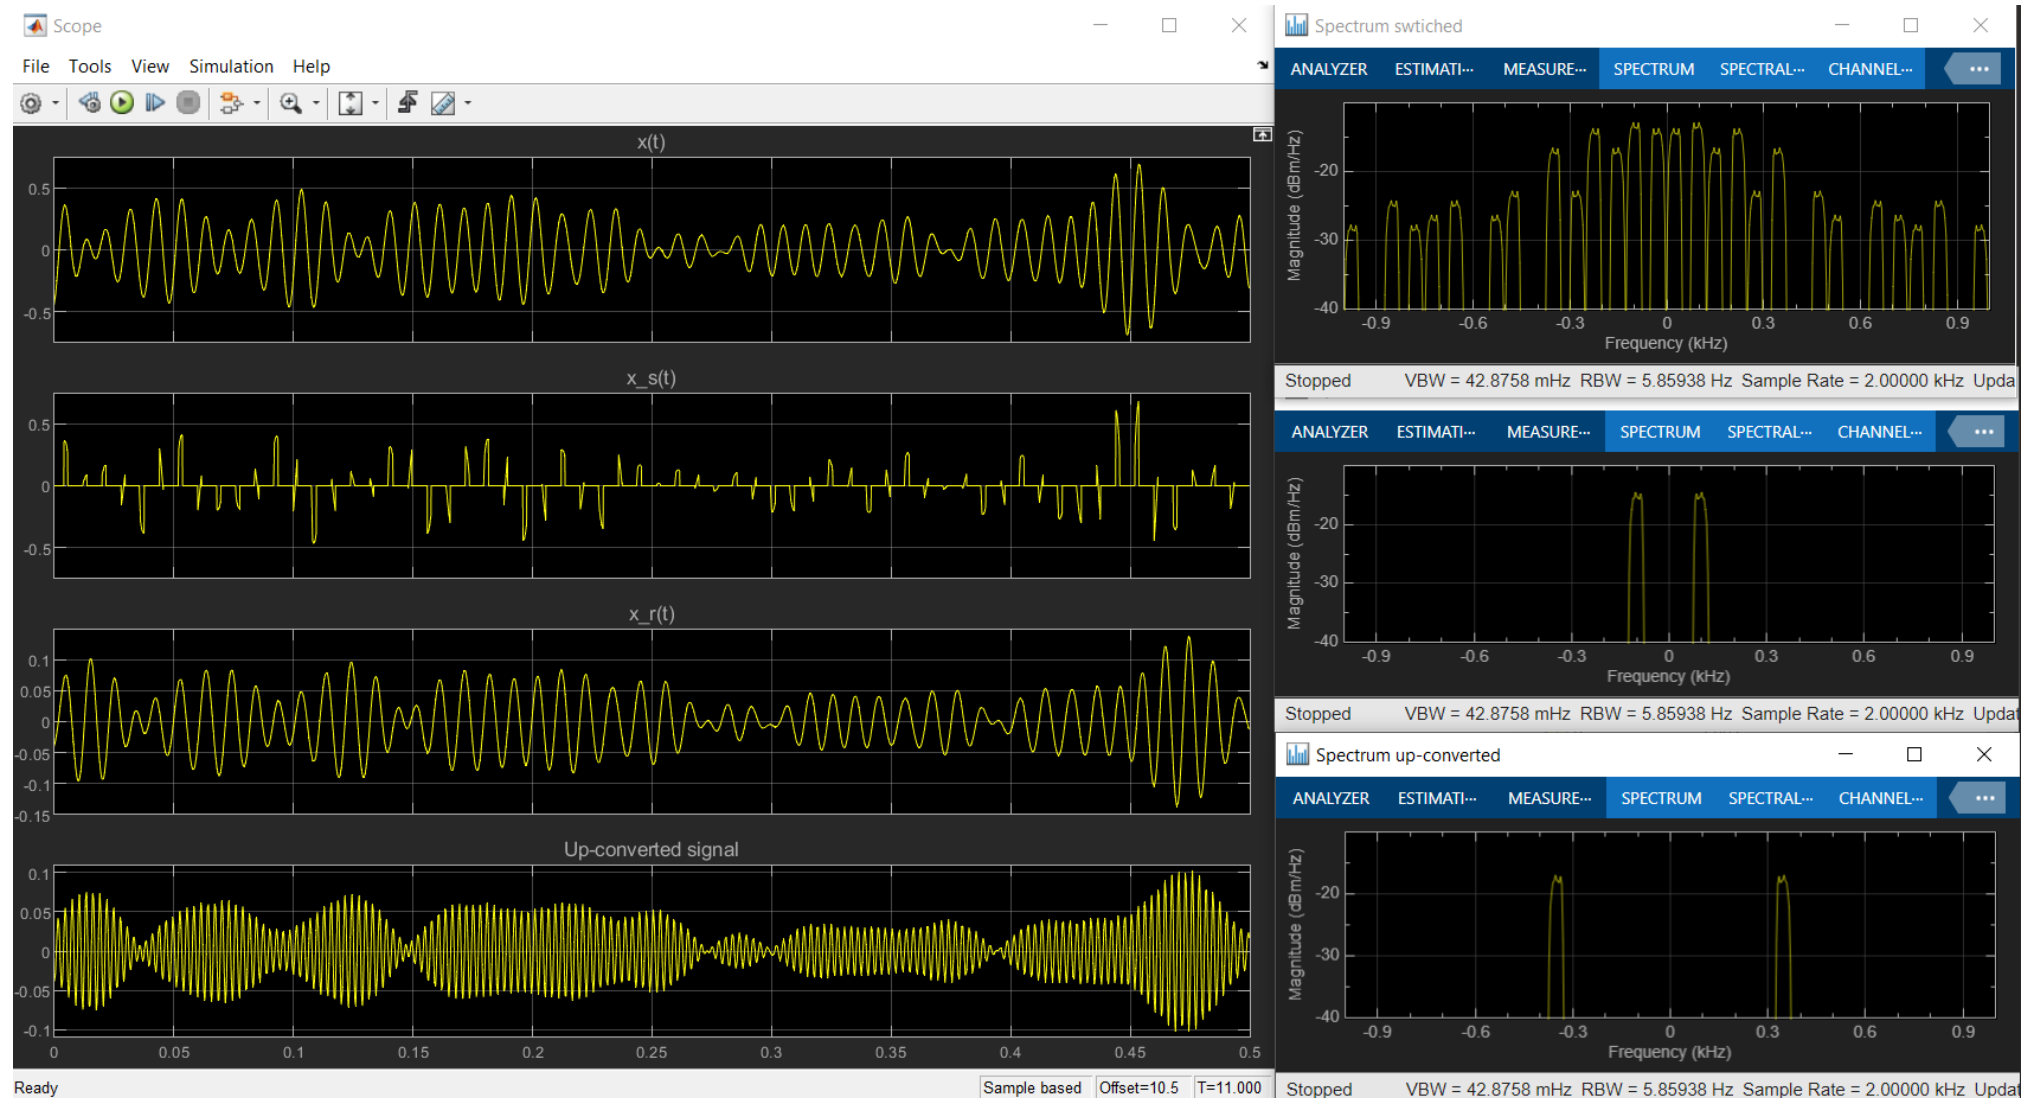 Scope
File Tools View Simulation Help
x(t)
0.5
0
-0.5
x_s(t)
0.5
0
-0.5
x_r(t)
0.1
0.05
0
-0.05
-0.1
-0.15
Up-converted signal
0.1
0.05
0
-0.05
-0.1
0 0.05 0.1 0.15 0.2 0.25 0.3 0.35 0.4 0.45 0.5
Ready
Sample based Offset=10.5 T=11.000
Spectrum swtiched
ANALYZER ESTIMATI... MEASURE... SPECTRUM SPECTRAL... CHANNEL... ...
Magnitude (dBm/Hz)
-20
-30
-40
-0.9 -0.6 -0.3 0 0.3 0.6 0.9
Frequency (kHz)
Stopped VBW = 42.8758 mHz RBW = 5.85938 Hz Sample Rate = 2.00000 kHz Upda
ANALYZER ESTIMATI... MEASURE... SPECTRUM SPECTRAL... CHANNEL... ...
Magnitude (dBm/Hz)
-20
-30
-40
-0.9 -0.6 -0.3 0 0.3 0.6 0.9
Frequency (kHz)
Stopped VBW = 42.8758 mHz RBW = 5.85938 Hz Sample Rate = 2.00000 kHz Updat
Spectrum up-converted
ANALYZER ESTIMATI... MEASURE... SPECTRUM SPECTRAL... CHANNEL... ...
Magnitude (dBm/Hz)
-20
-30
-40
-0.9 -0.6 -0.3 0 0.3 0.6 0.9
Frequency (kHz)
Stopped VBW = 42.8758 mHz RBW = 5.85938 Hz Sample Rate = 2.00000 kHz Updat